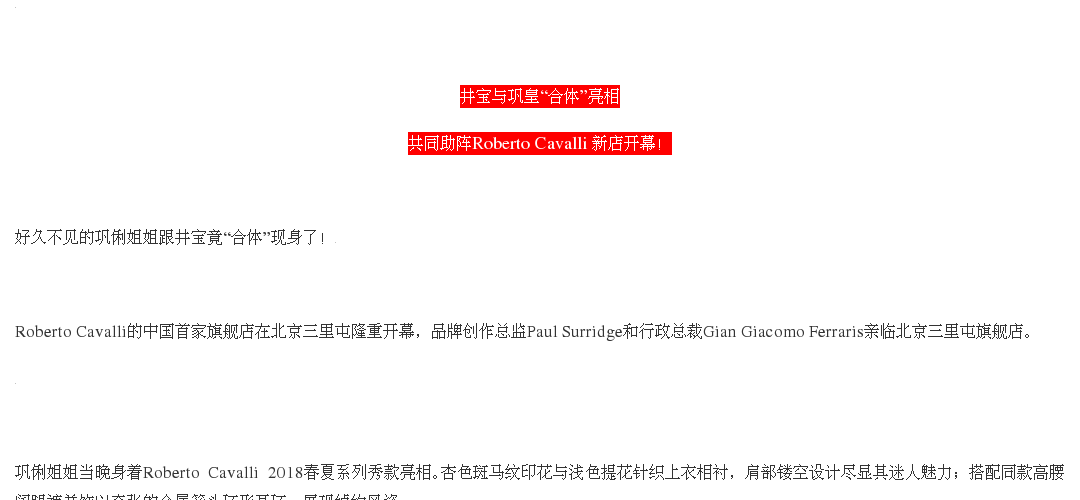 井宝与巩皇“合体”亮相
共同助阵Roberto Cavalli 新店开幕！
好久不见的巩俐姐姐跟井宝竟“合体”现身了！
Roberto Cavalli的中国首家旗舰店在北京三里屯隆重开幕，品牌创作总监Paul Surridge和行政总裁Gian Giacomo Ferraris亲临北京三里屯旗舰店。
巩俐姐姐当晚身着Roberto Cavalli 2018春夏系列秀款亮相。杏色斑马纹印花与浅色提花针织上衣相衬，肩部镂空设计尽显其迷人魅力；搭配同款高腰